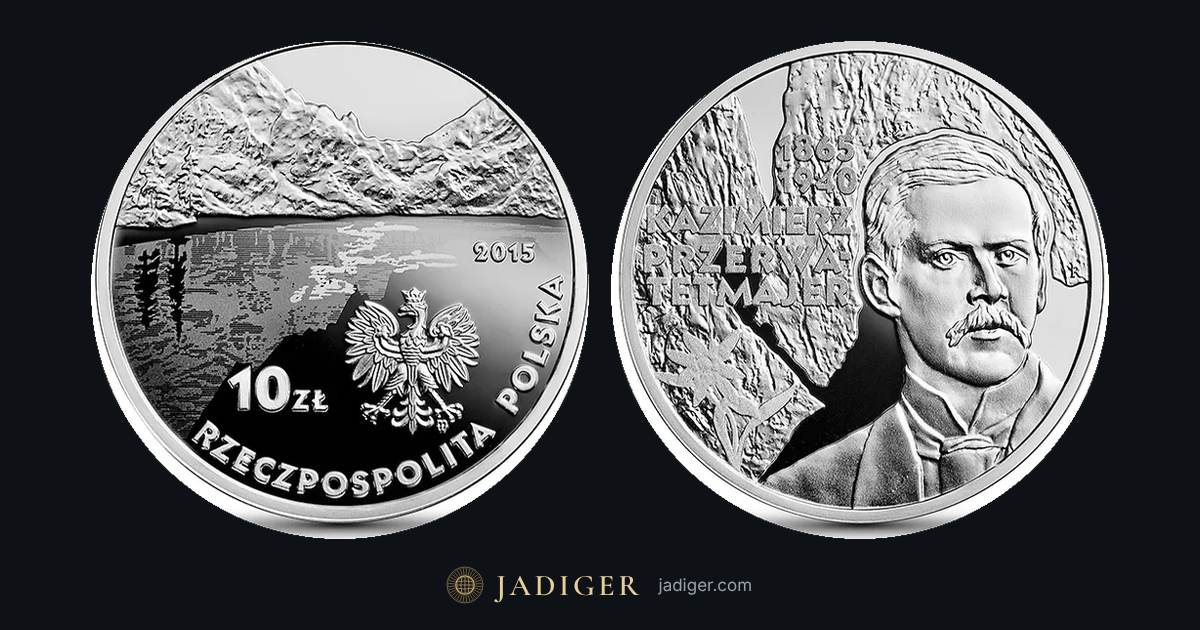 2015
10 ZŁ
RZECZPOSPOLITA POLSKA
1865
1940
KAZIMIERZ
PRZERWA-
TETMAJER
JADIGER
jadiger.com